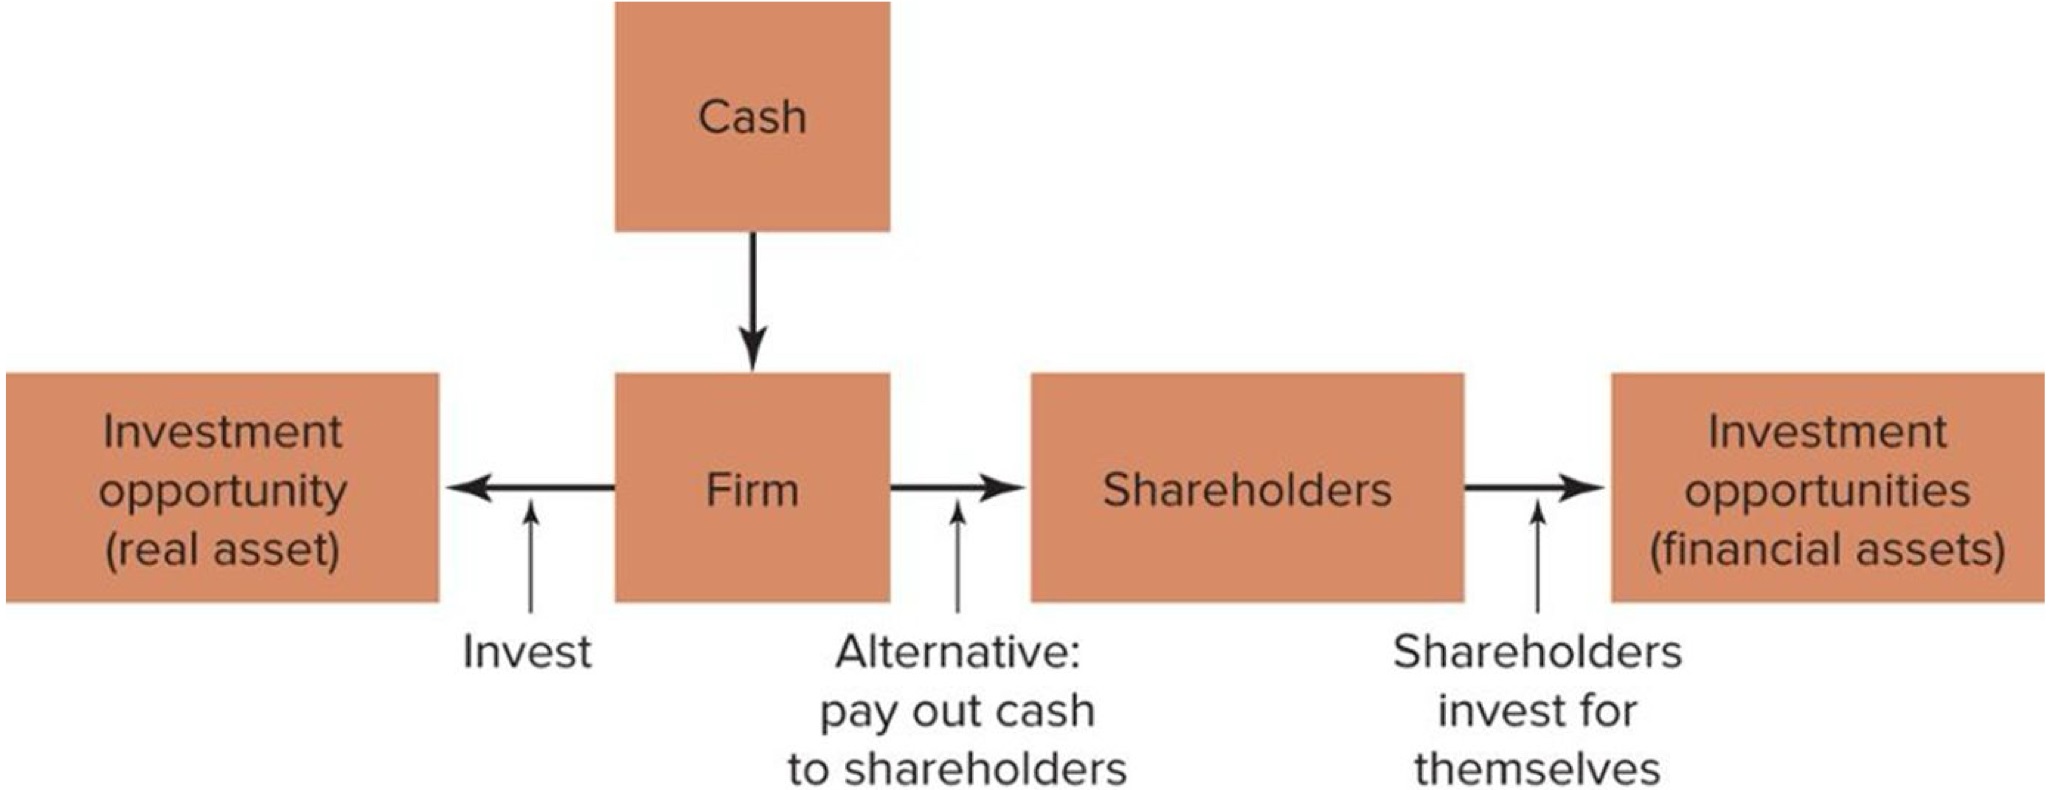 Cash
Investment
opportunity
(real asset)
Firm
Shareholders
Investment
opportunities
(financial assets)
Invest
Alternative:
pay out cash
to shareholders
Shareholders
invest for
themselves